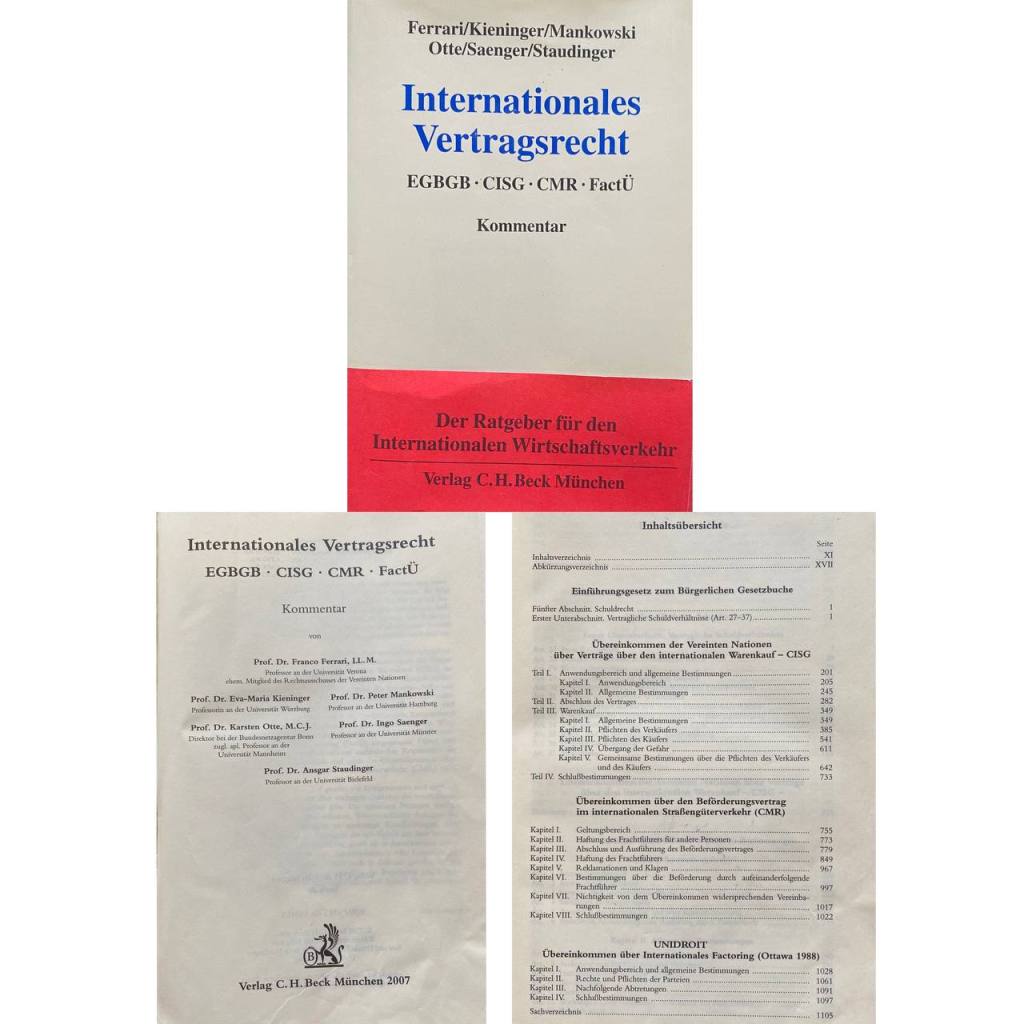 Ferrari/Kieninger/Mankowski
Otte/Saenger/Staudinger
Internationales
Vertragsrecht
EGBGB · CISG · CMR · FactÜ
Kommentar
Der Ratgeber für den
Internationalen Wirtschaftsverkehr
Verlag C.H.Beck München
Internationales Vertragsrecht
EGBGB · CISG · CMR · FactÜ
Kommentar
von
Prof. Dr. Franco Ferrari, LL.M.
Professor an der Universität Verona
ehem. Mitglied des Rechtsausschusses der Vereinten Nationen
Prof. Dr. Eva-Maria Kieninger
Professorin an der Universität Würzburg
Prof. Dr. Peter Mankowski
Professor an der Universität Hamburg
Prof. Dr. Karsten Otte, M.C.J.
Direktor bei der Bundesnetzagentur Bonn
zugl. apl. Professor an der
Universität Mannheim
Prof. Dr. Ingo Saenger
Professor an der Universität Münster
Prof. Dr. Ansgar Staudinger
Professor an der Universität Bielefeld
B
Verlag C.H.Beck München 2007
Inhaltsübersicht
Seite
Inhaltsverzeichnis XI
Abkürzungsverzeichnis XVII
Einführungsgesetz zum Bürgerlichen Gesetzbuche
Fünfter Abschnitt. Schuldrecht 1
Erster Unterabschnitt. Vertragliche Schuldverhältnisse (Art. 27–37) 1
Übereinkommen der Vereinten Nationen
über Verträge über den internationalen Warenkauf – CISG
Teil I. Anwendungsbereich und allgemeine Bestimmungen 201
Kapitel I. Anwendungsbereich 205
Kapitel II. Allgemeine Bestimmungen 245
Teil II. Abschluss des Vertrages 282
Teil III. Warenkauf 349
Kapitel I. Allgemeine Bestimmungen 349
Kapitel II. Pflichten des Verkäufers 385
Kapitel III. Pflichten des Käufers 541
Kapitel IV. Übergang der Gefahr 611
Kapitel V. Gemeinsame Bestimmungen über die Pflichten des Verkäufers
und des Käufers 642
Teil IV. Schlußbestimmungen 733
Übereinkommen über den Beförderungsvertrag
im internationalen Straßengüterverkehr (CMR)
Kapitel I. Geltungsbereich 755
Kapitel II. Haftung des Frachtführers für andere Personen 773
Kapitel III. Abschluss und Ausführung des Beförderungsvertrages 779
Kapitel IV. Haftung des Frachtführers 849
Kapitel V. Reklamationen und Klagen 967
Kapitel VI. Bestimmungen über die Beförderung durch aufeinanderfolgende
Frachtführer 997
Kapitel VII. Nichtigkeit von dem Übereinkommen widersprechenden Vereinba-
rungen 1017
Kapitel VIII. Schlußbestimmungen 1022
UNIDROIT
Übereinkommen über Internationales Factoring (Ottawa 1988)
Kapitel I. Anwendungsbereich und allgemeine Bestimmungen 1028
Kapitel II. Rechte und Pflichten der Parteien 1061
Kapitel III. Nachfolgende Abtretungen 1091
Kapitel IV. Schlußbestimmungen 1097
Sachverzeichnis 1105